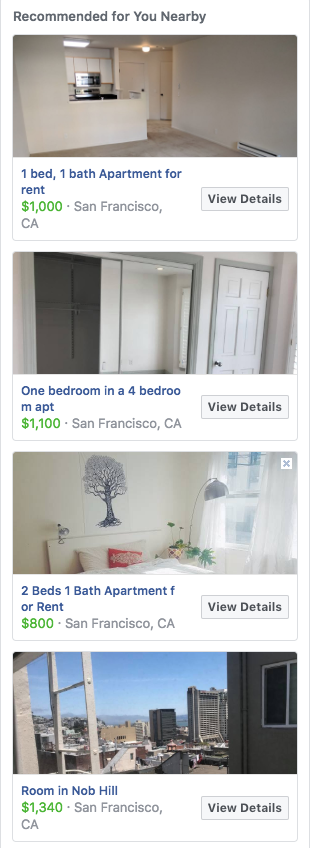 Recommended for You Nearby
1 bed, 1 bath Apartment for
rent
$1,000 · San Francisco,
CA
View Details
One bedroom in a 4 bedroo
m apt
$1,100 · San Francisco, CA
View Details
2 Beds 1 Bath Apartment f
or Rent
$800 · San Francisco, CA
View Details
Room in Nob Hill
$1,340 · San Francisco,
CA
View Details